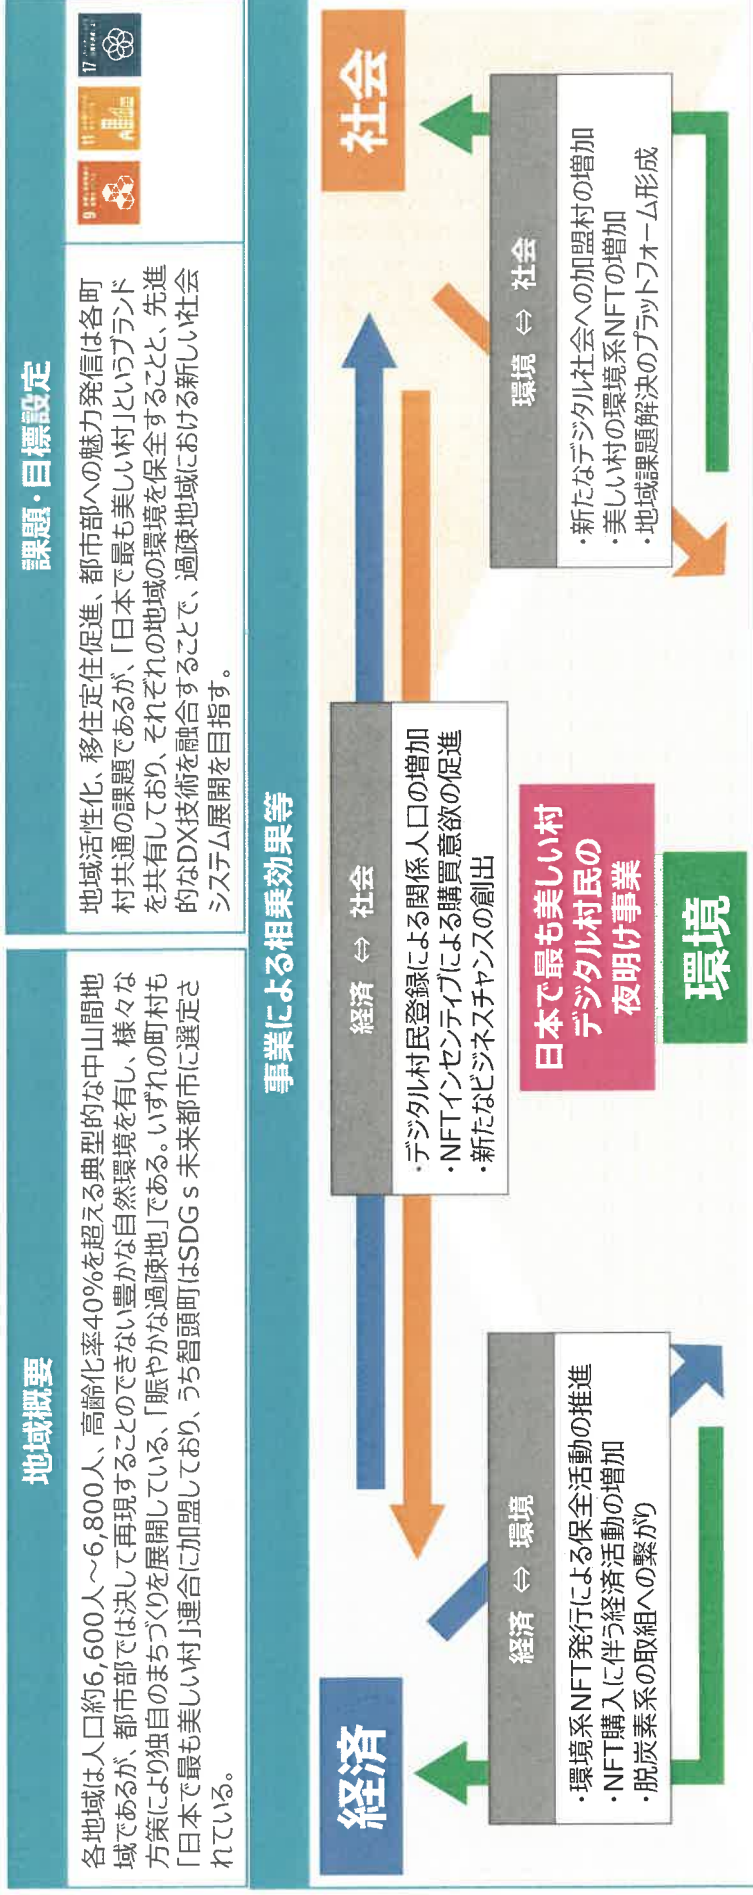 地域概要
各地域は人口約6,600人～6,800人、高齢化率40%を超える典型的な中山間地
域であるが、都市部では決して再現することのできない豊かな自然環境を有し、様々な
方策により独自のまちづくりを展開している、「賑やかな過疎地」である。いずれの町村も
「日本で最も美しい村」連合に加盟しており、うち智頭町はSDGｓ未来都市に選定さ
れている。
課題・目標設定
地域活性化、移住定住促進、都市部への魅力発信は各町
村共通の課題であるが、「日本で最も美しい村」というブランド
を共有しており、それぞれの地域の環境を保全することと、先進
的なDX技術を融合することで、過疎地域における新しい社会
システム展開を目指す。
9
11
17
事業による相乗効果等
経済
経済 ⇔ 社会
・デジタル村民登録による関係人口の増加
・NFTインセンティブによる購買意欲の促進
・新たなビジネスチャンスの創出
社会
経済 ⇔ 環境
・環境系NFT発行による保全活動の推進
・NFT購入に伴う経済活動の増加
・脱炭素系の取組への繋がり
日本で最も美しい村
デジタル村民の
夜明け事業
環境 ⇔ 社会
・新たなデジタル社会への加盟村の増加
・美しい村の環境系NFTの増加
・地域課題解決のプラットフォーム形成
環境